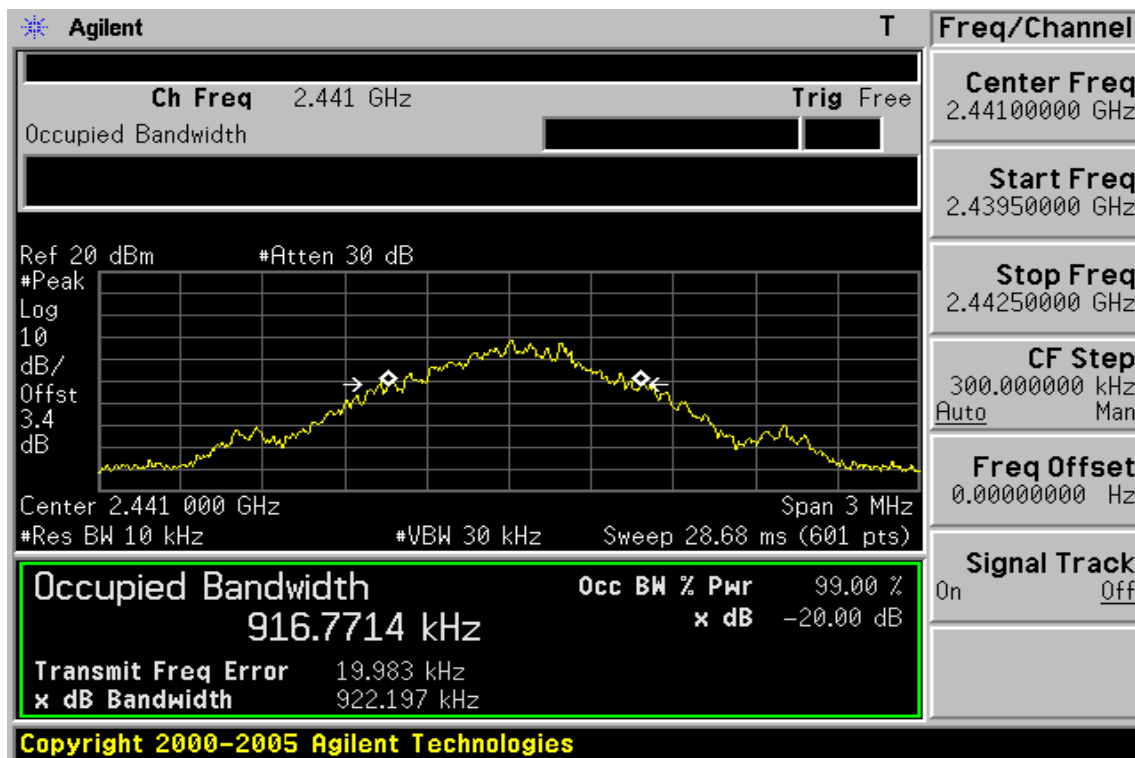 Agilent T
Freq/Channel
Ch Freq 2.441 GHz Trig Free
Occupied Bandwidth
Center Freq
2.44100000 GHz
Start Freq
2.43950000 GHz
Stop Freq
2.44250000 GHz
CF Step
300.000000 kHz
Auto Man
Freq Offset
0.00000000 Hz
Signal Track
On Off
Ref 20 dBm #Atten 30 dB
#Peak
Log
10
dB/
Offst
3.4
dB
Center 2.441 000 GHz Span 3 MHz
#Res BW 10 kHz #VBW 30 kHz Sweep 28.68 ms (601 pts)
Occupied Bandwidth
916.7714 kHz
Occ BW % Pwr 99.00 %
x dB -20.00 dB
Transmit Freq Error 19.983 kHz
x dB Bandwidth 922.197 kHz
Copyright 2000-2005 Agilent Technologies